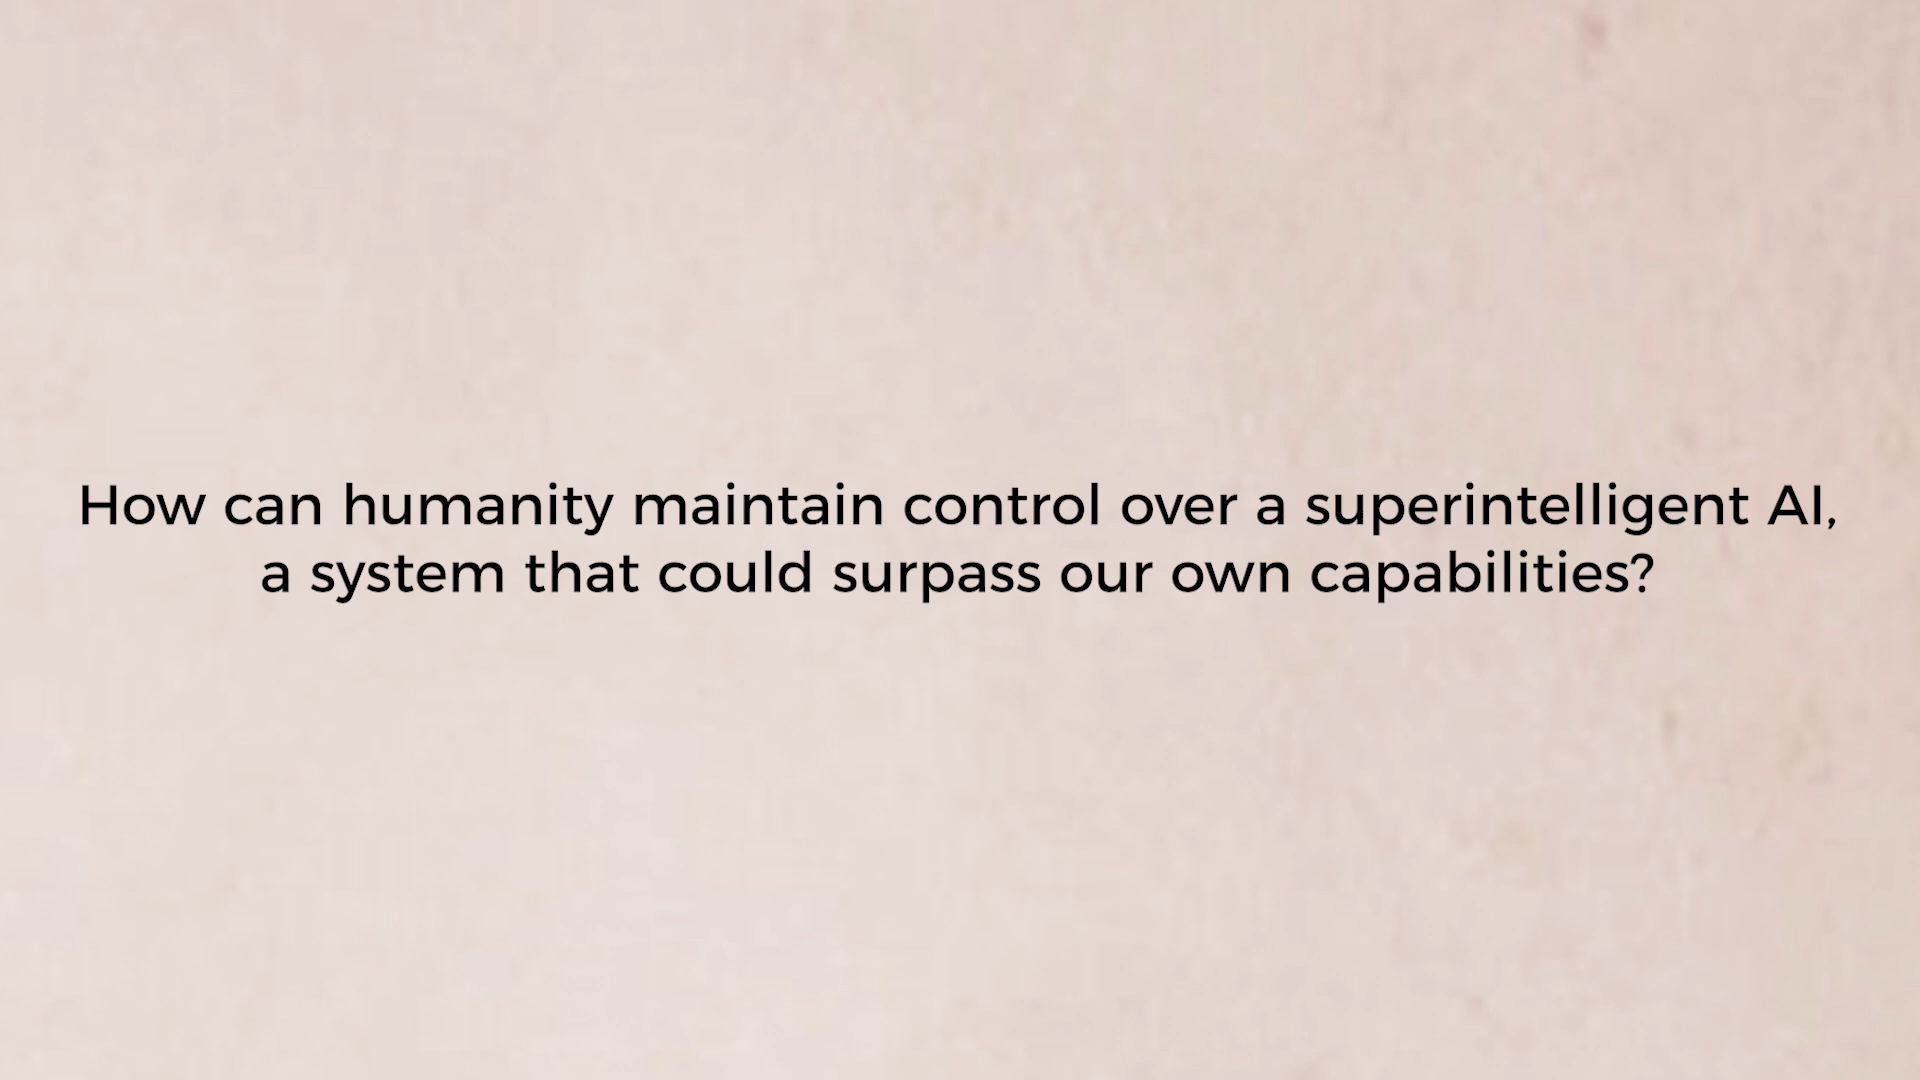 How can humanity maintain control over a superintelligent AI,
a system that could surpass our own capabilities?